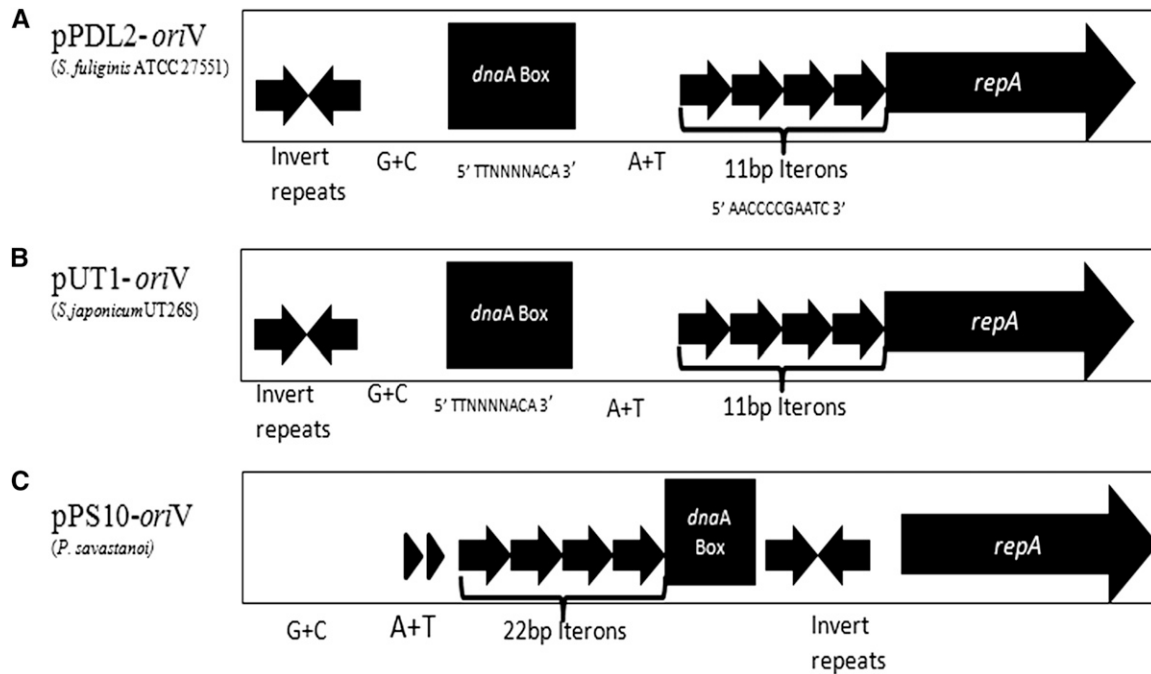 A
pPDL2-oriV
(S. fuliginis ATCC 27551)
dnaA Box
repA
Invert
repeats
G+C
5' TTNNNNACA 3'
A+T
11bp Iterons
5' AACCCCGAATC 3'
B
pUT1-oriV
(S.japonicumUT26S)
dnaA Box
repA
Invert
repeats
G+C
5' TTNNNNACA 3'
A+T
11bp Iterons
C
pPS10-oriV
(P. savastanoi)
dnaA
Box
repA
G+C
A+T
22bp Iterons
Invert
repeats